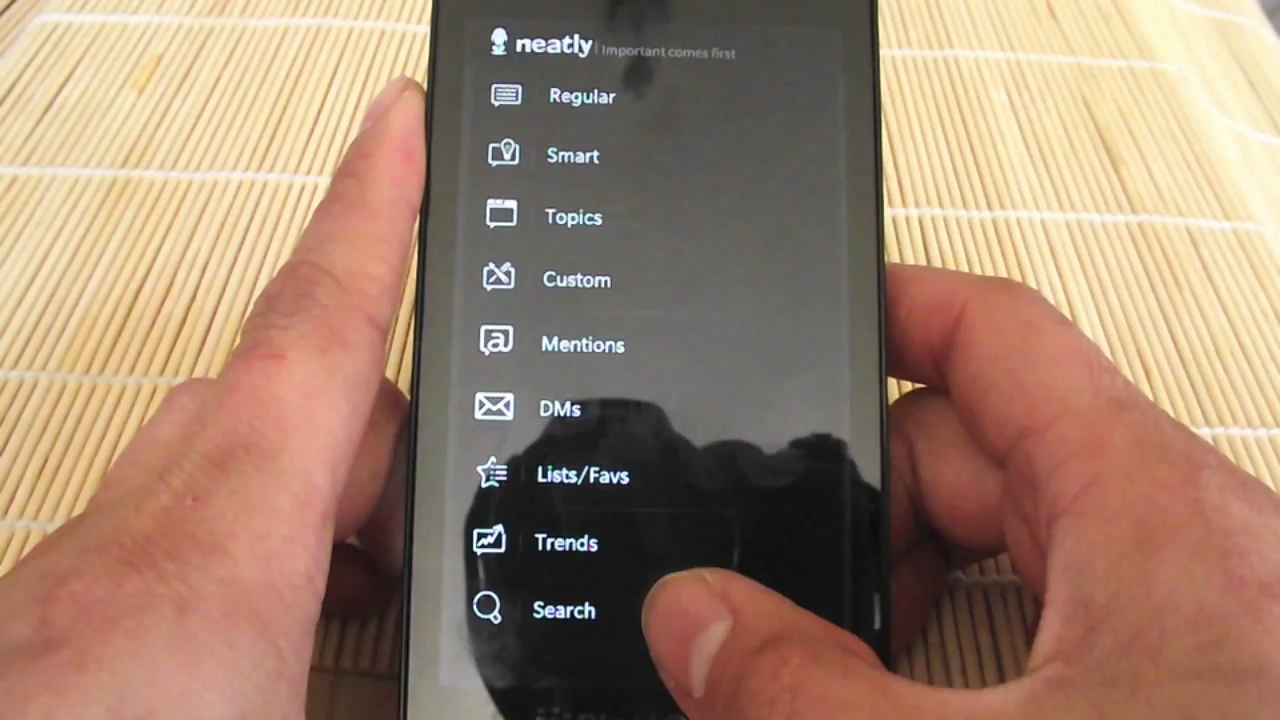 neatly | Important comes first
Regular
Smart
Topics
Custom
Mentions
DMs
Lists/Favs
Trends
Search